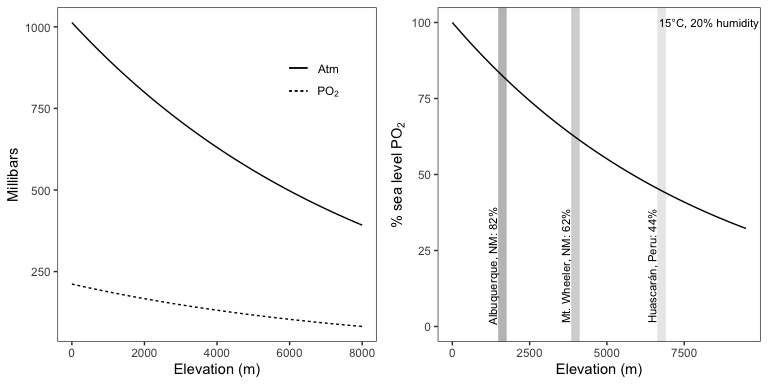 1000
750
500
250
Millibars
Atm
PO₂
0
2000
4000
6000
8000
Elevation (m)
100
75
50
25
0
% sea level PO₂
15°C, 20% humidity
Albuquerque, NM: 82%
Mt. Wheeler, NM: 62%
Huascarán, Peru: 44%
0
2500
5000
7500
Elevation (m)